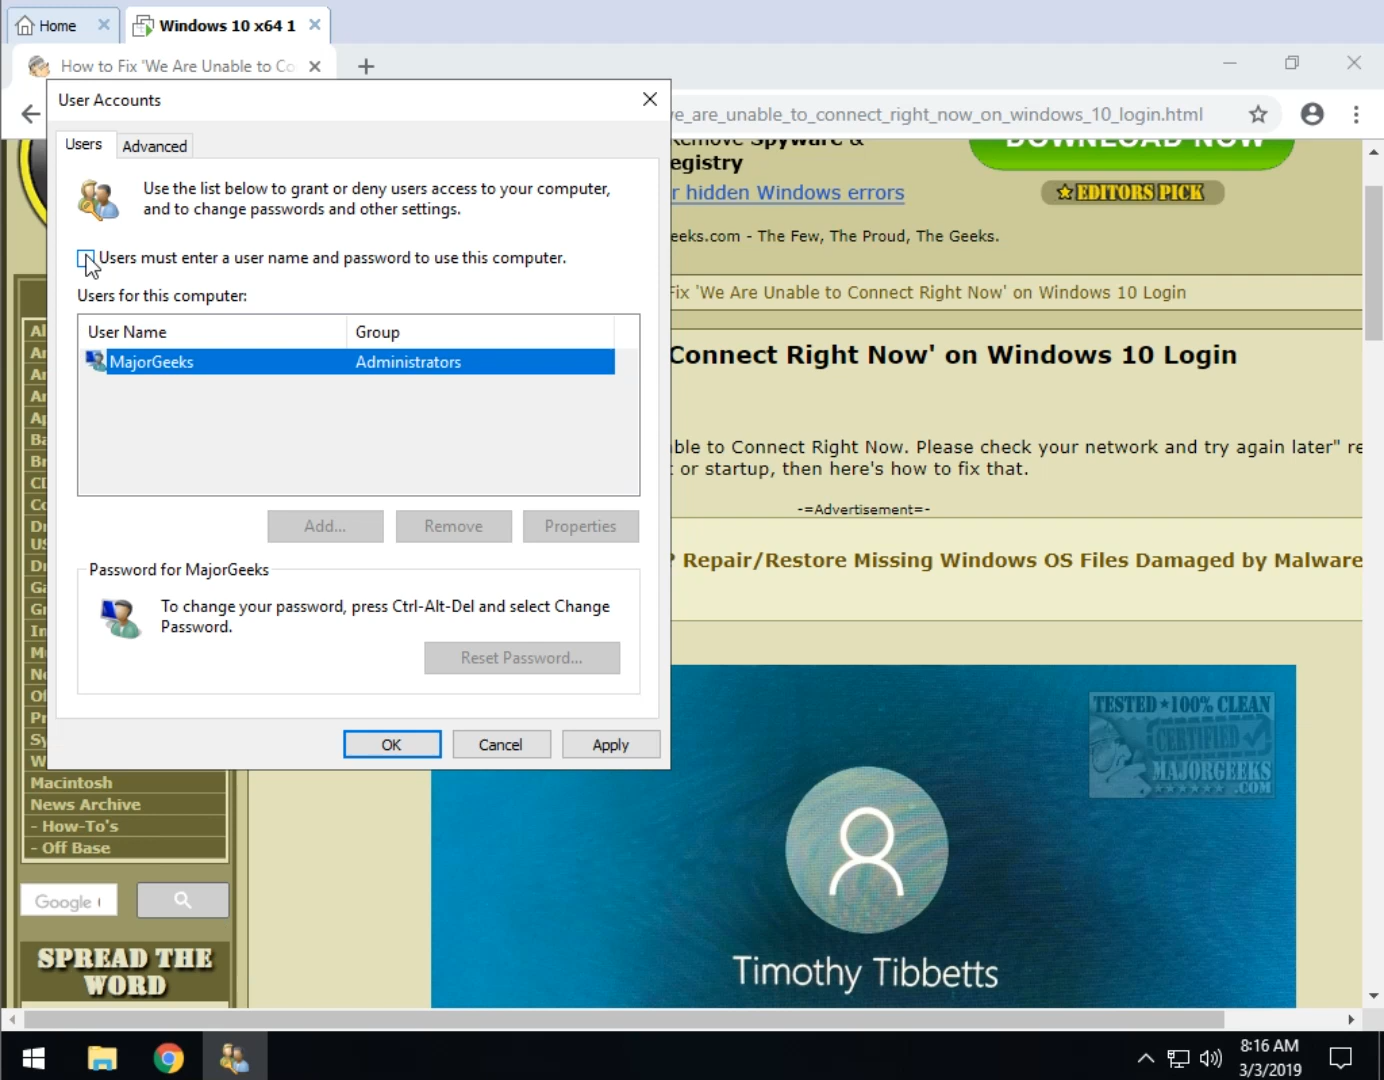 Home
Windows 10 x64 1
How to Fix 'We Are Unable to Co
User Accounts
e_are_unable_to_connect_right_now_on_windows_10_login.html
Users
Advanced
Remove Spyware &
DOWNLOAD NOW
egistry
Use the list below to grant or deny users access to your computer,
and to change passwords and other settings.
r hidden Windows errors
EDITORS PICK
eeks.com - The Few, The Proud, The Geeks.
Users must enter a user name and password to use this computer.
Users for this computer:
Fix 'We Are Unable to Connect Right Now' on Windows 10 Login
User Name
Group
MajorGeeks
Administrators
Connect Right Now' on Windows 10 Login
ble to Connect Right Now. Please check your network and try again later" re
or startup, then here's how to fix that.
-=Advertisement=-
Add...
Remove
Properties
? Repair/Restore Missing Windows OS Files Damaged by Malware
Password for MajorGeeks
To change your password, press Ctrl-Alt-Del and select Change
Password.
Reset Password...
OK
Cancel
Apply
TESTED 100% CLEAN
CERTIFIED
MAJORGEEKS
.COM
Macintosh
News Archive
- How-To's
- Off Base
Google
SPREAD THE
WORD
Timothy Tibbetts
8:16 AM
3/3/2019